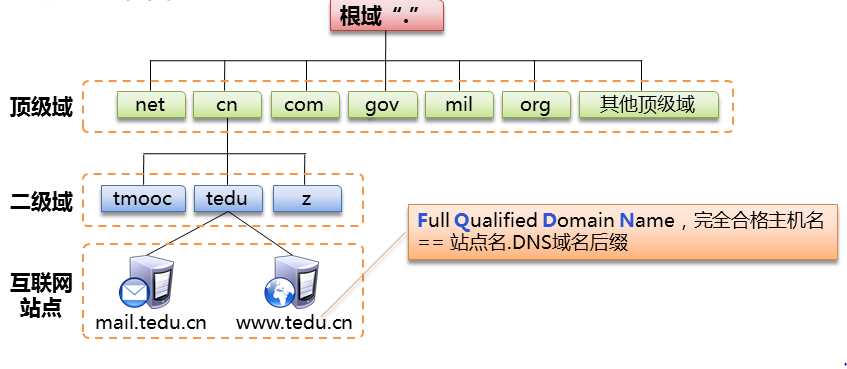 根域“.”
顶级域
net
cn
com
gov
mil
org
其他顶级域
二级域
tmooc
tedu
z
Full Qualified Domain Name，完全合格主机名
== 站点名.DNS域名后缀
互联网
站点
mail.tedu.cn
www.tedu.cn